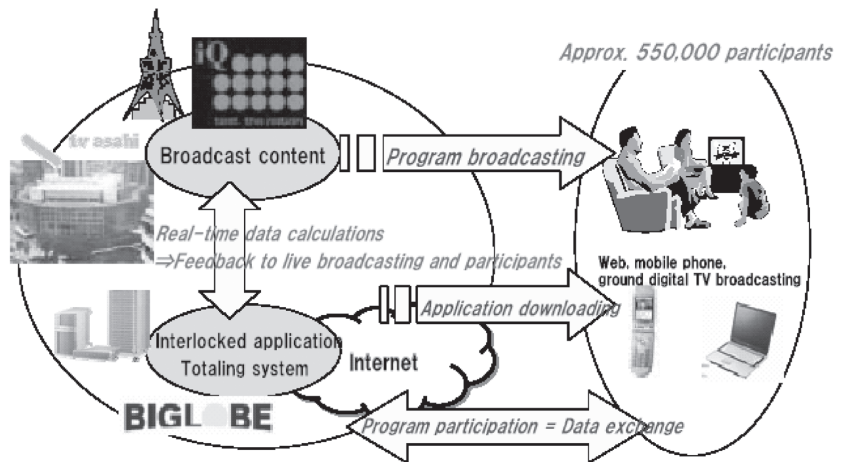 Approx. 550,000 participants
iQ
tv asahi
Broadcast content
Program broadcasting
Real-time data calculations
⇒Feedback to live broadcasting and participants
Web, mobile phone,
ground digital TV broadcasting
Application downloading
Interlocked application
Totaling system
Internet
BIGLOBE
Program participation = Data exchange